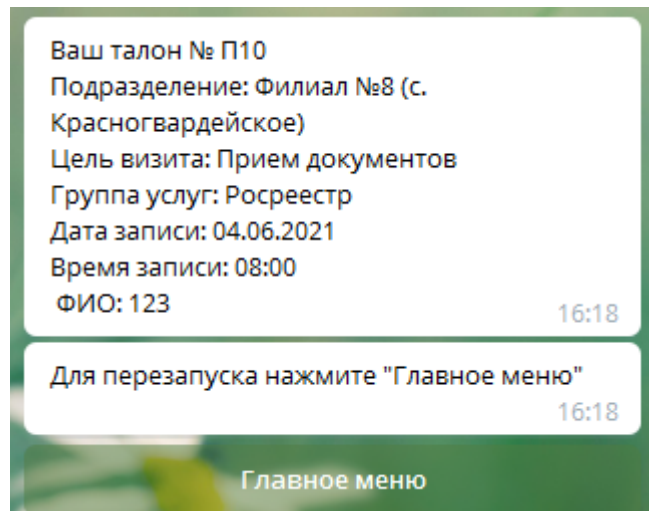 Ваш талон № П10
Подразделение: Филиал №8 (с.
Красногвардейское)
Цель визита: Прием документов
Группа услуг: Росреестр
Дата записи: 04.06.2021
Время записи: 08:00
ФИО: 123
16:18
Для перезапуска нажмите "Главное меню"
16:18
Главное меню